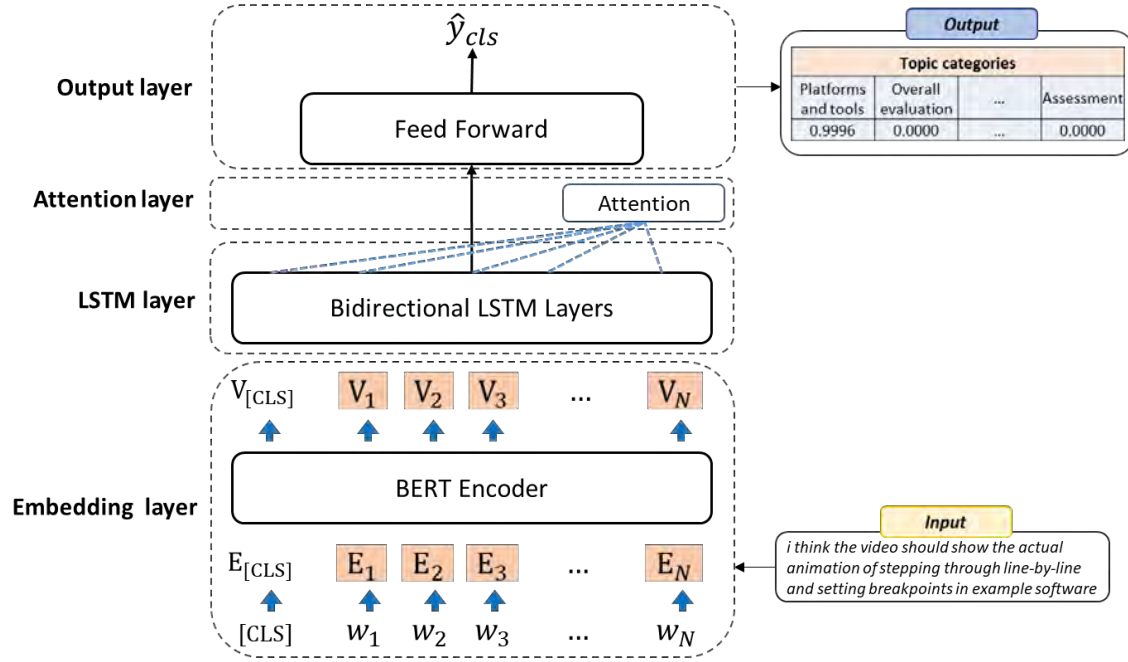 ŷcls
Output layer
Feed Forward
Output
Topic categories
Platforms and tools
Overall evaluation
...
Assessment
0.9996
0.0000
...
0.0000
Attention layer
Attention
LSTM layer
Bidirectional LSTM Layers
V[CLS] V1 V2 V3 ... VN
Embedding layer
BERT Encoder
Input
i think the video should show the actual
animation of stepping through line-by-line
and setting breakpoints in example software
E[CLS] E1 E2 E3 ... EN
[CLS] w1 w2 w3 ... wN